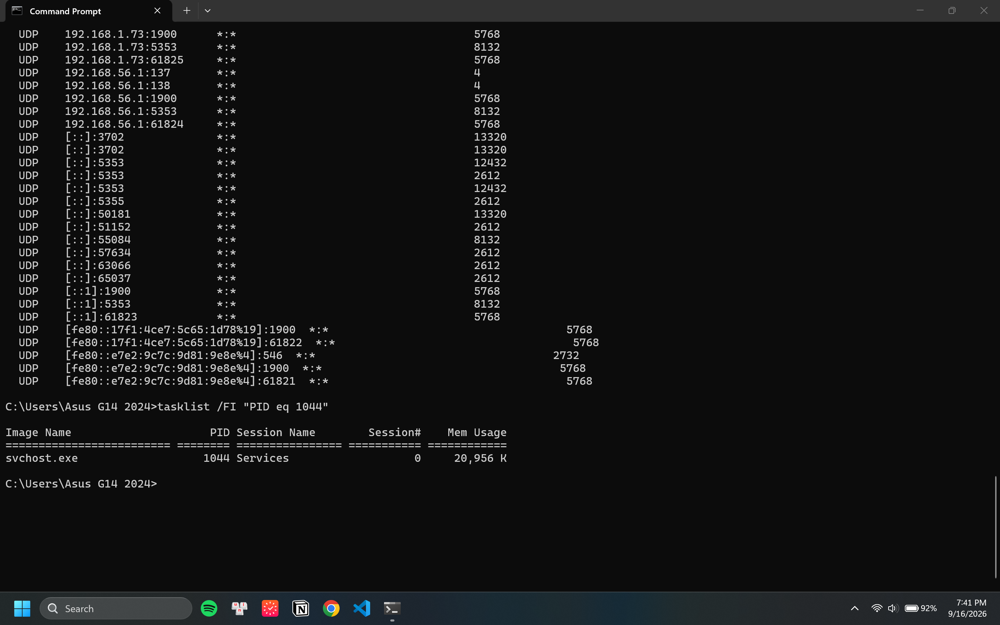 Command Prompt
UDP    192.168.1.73:1900      *:*                                    5768
UDP    192.168.1.73:5353      *:*                                    8132
UDP    192.168.1.73:61825     *:*                                    5768
UDP    192.168.56.1:137       *:*                                    4
UDP    192.168.56.1:138       *:*                                    4
UDP    192.168.56.1:1900      *:*                                    5768
UDP    192.168.56.1:5353      *:*                                    8132
UDP    192.168.56.1:61824     *:*                                    5768
UDP    [::]:3702              *:*                                    13320
UDP    [::]:3702              *:*                                    13320
UDP    [::]:5353              *:*                                    12432
UDP    [::]:5353              *:*                                    2612
UDP    [::]:5353              *:*                                    12432
UDP    [::]:5355              *:*                                    2612
UDP    [::]:50181             *:*                                    13320
UDP    [::]:51152             *:*                                    2612
UDP    [::]:55084             *:*                                    8132
UDP    [::]:57634             *:*                                    2612
UDP    [::]:63066             *:*                                    2612
UDP    [::]:65037             *:*                                    2612
UDP    [::1]:1900             *:*                                    5768
UDP    [::1]:5353             *:*                                    8132
UDP    [::1]:61823            *:*                                    5768
UDP    [fe80::17f1:4ce7:5c65:1d78%19]:1900  *:*                                    5768
UDP    [fe80::17f1:4ce7:5c65:1d78%19]:61822  *:*                                    5768
UDP    [fe80::e7e2:9c7c:9d81:9e8e%4]:546  *:*                                    2732
UDP    [fe80::e7e2:9c7c:9d81:9e8e%4]:1900  *:*                                    5768
UDP    [fe80::e7e2:9c7c:9d81:9e8e%4]:61821  *:*                                    5768
C:\Users\Asus G14 2024>tasklist /FI "PID eq 1044"
Image Name                     PID Session Name        Session#    Mem Usage
========================= ======== ================ =========== ============
svchost.exe                   1044 Services                   0     20,956 K
C:\Users\Asus G14 2024>
Search
92%
7:41 PM
9/16/2026